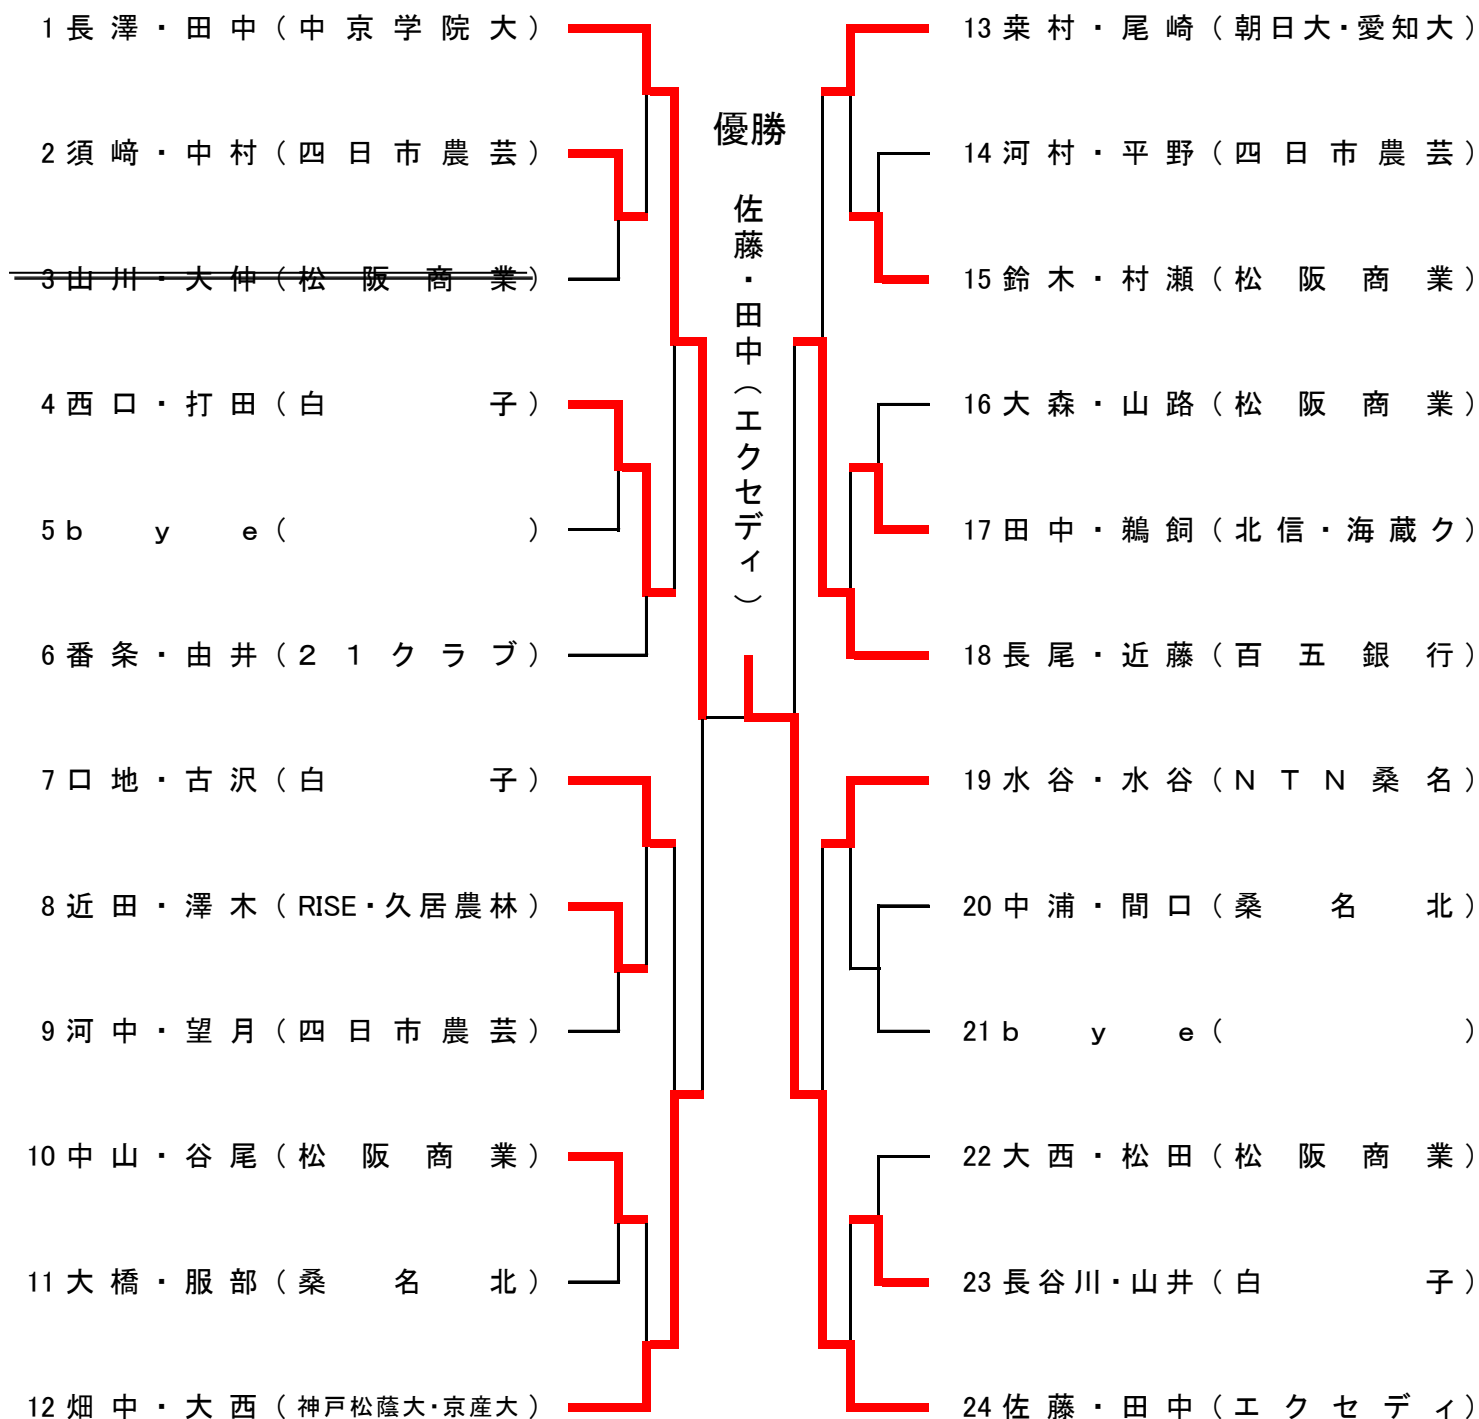 1 長澤・田中（中京学院大）
2 須﨑・中村（四日市農芸）
3 山川・大仲（松阪商業）
4 西口・打田（白子）
5 bye（　）
6 番条・由井（２１クラブ）
7 口地・古沢（白子）
8 近田・澤木（RISE・久居農林）
9 河中・望月（四日市農芸）
10 中山・谷尾（松阪商業）
11 大橋・服部（桑名北）
12 畑中・大西（神戸松蔭大・京産大）
優勝
佐藤・田中（エクセディ）
13 桒村・尾崎（朝日大・愛知大）
14 河村・平野（四日市農芸）
15 鈴木・村瀬（松阪商業）
16 大森・山路（松阪商業）
17 田中・鵜飼（北信・海蔵ク）
18 長尾・近藤（百五銀行）
19 水谷・水谷（ＮＴＮ桑名）
20 中浦・間口（桑名北）
21 bye（　）
22 大西・松田（松阪商業）
23 長谷川・山井（白子）
24 佐藤・田中（エクセディ）